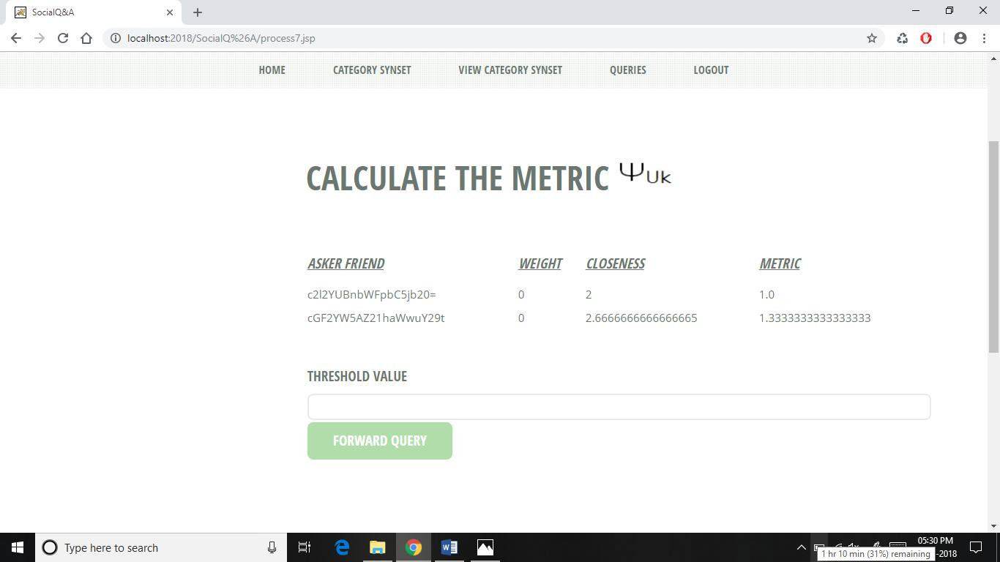 SocialQ&A
localhost:2018/SocialQ%26A/process7.jsp
HOME CATEGORY SYNSET VIEW CATEGORY SYNSET QUERIES LOGOUT
CALCULATE THE METRIC ΨUk
ASKER FRIEND WEIGHT CLOSENESS METRIC
c2l2YUBnbWFpbC5jb20= 0 2 1.0
cGF2YW5AZ21haWwuY29t 0 2.6666666666666665 1.3333333333333333
THRESHOLD VALUE
FORWARD QUERY
Type here to search
05:30 PM
-2018
1 hr 10 min (31%) remaining